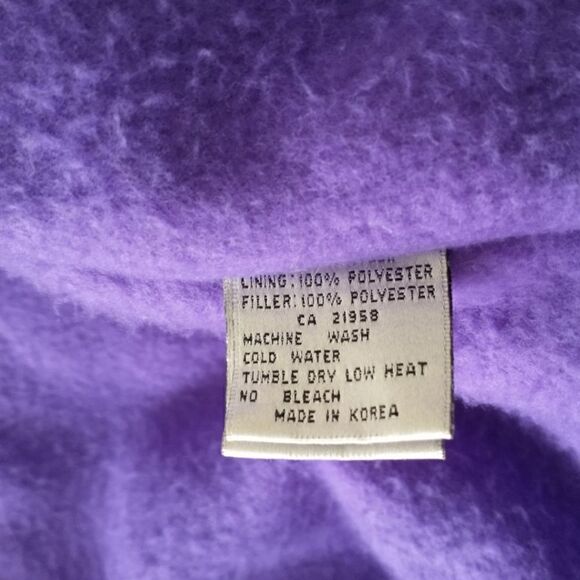 LINING: 100% POLYESTER
FILLER: 100% POLYESTER
CA 21958
MACHINE WASH
COLD WATER
TUMBLE DRY LOW HEAT
NO BLEACH
MADE IN KOREA